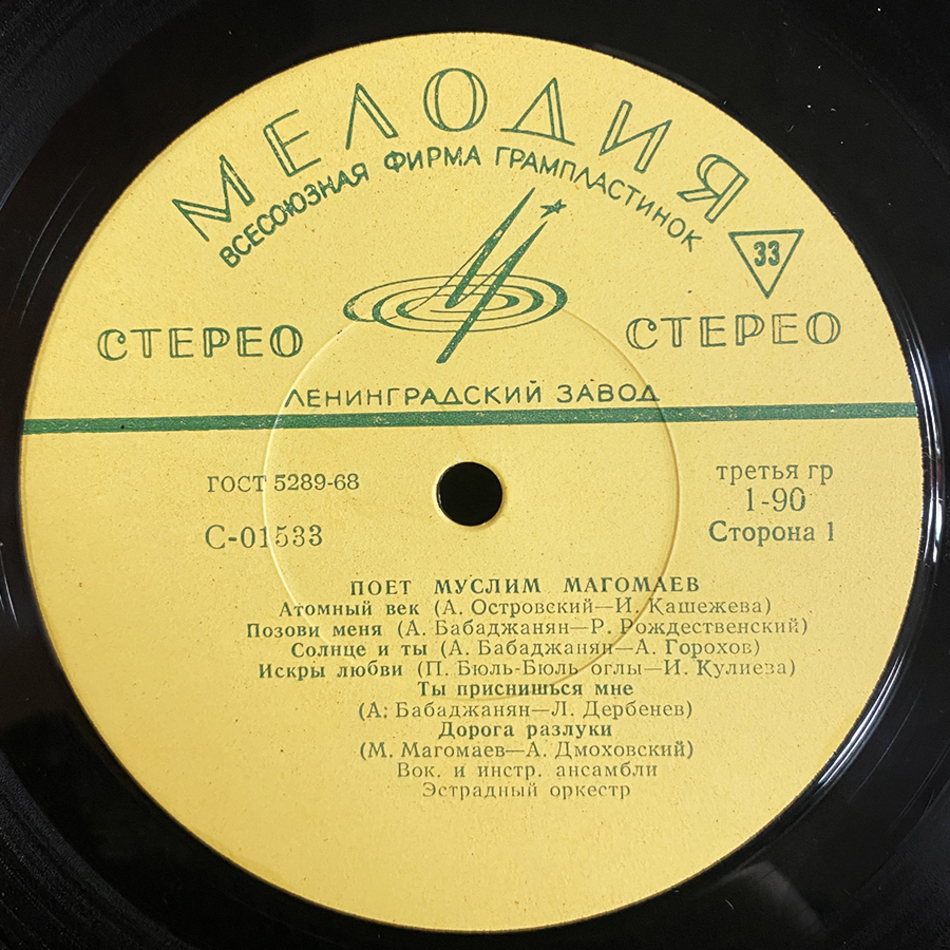 МЕЛОДИЯ
ВСЕСОЮЗНАЯ ФИРМА ГРАМПЛАСТИНОК
33
СТЕРЕО
СТЕРЕО
ЛЕНИНГРАДСКИЙ ЗАВОД
ГОСТ 5289-68
третья гр
1-90
С-01533
Сторона 1
ПОЕТ МУСЛИМ МАГОМАЕВ
Атомный век (А. Островский—И. Кашежева)
Позови меня (А. Бабаджанян—Р. Рождественский)
Солнце и ты (А. Бабаджанян—А. Горохов)
Искры любви (П. Бюль-Бюль оглы—И. Кулиева)
Ты приснишься мне
(А. Бабаджанян—Л. Дербенев)
Дорога разлуки
(М. Магомаев—А. Дмоховский)
Вок. и инстр. ансамбли
Эстрадный оркестр